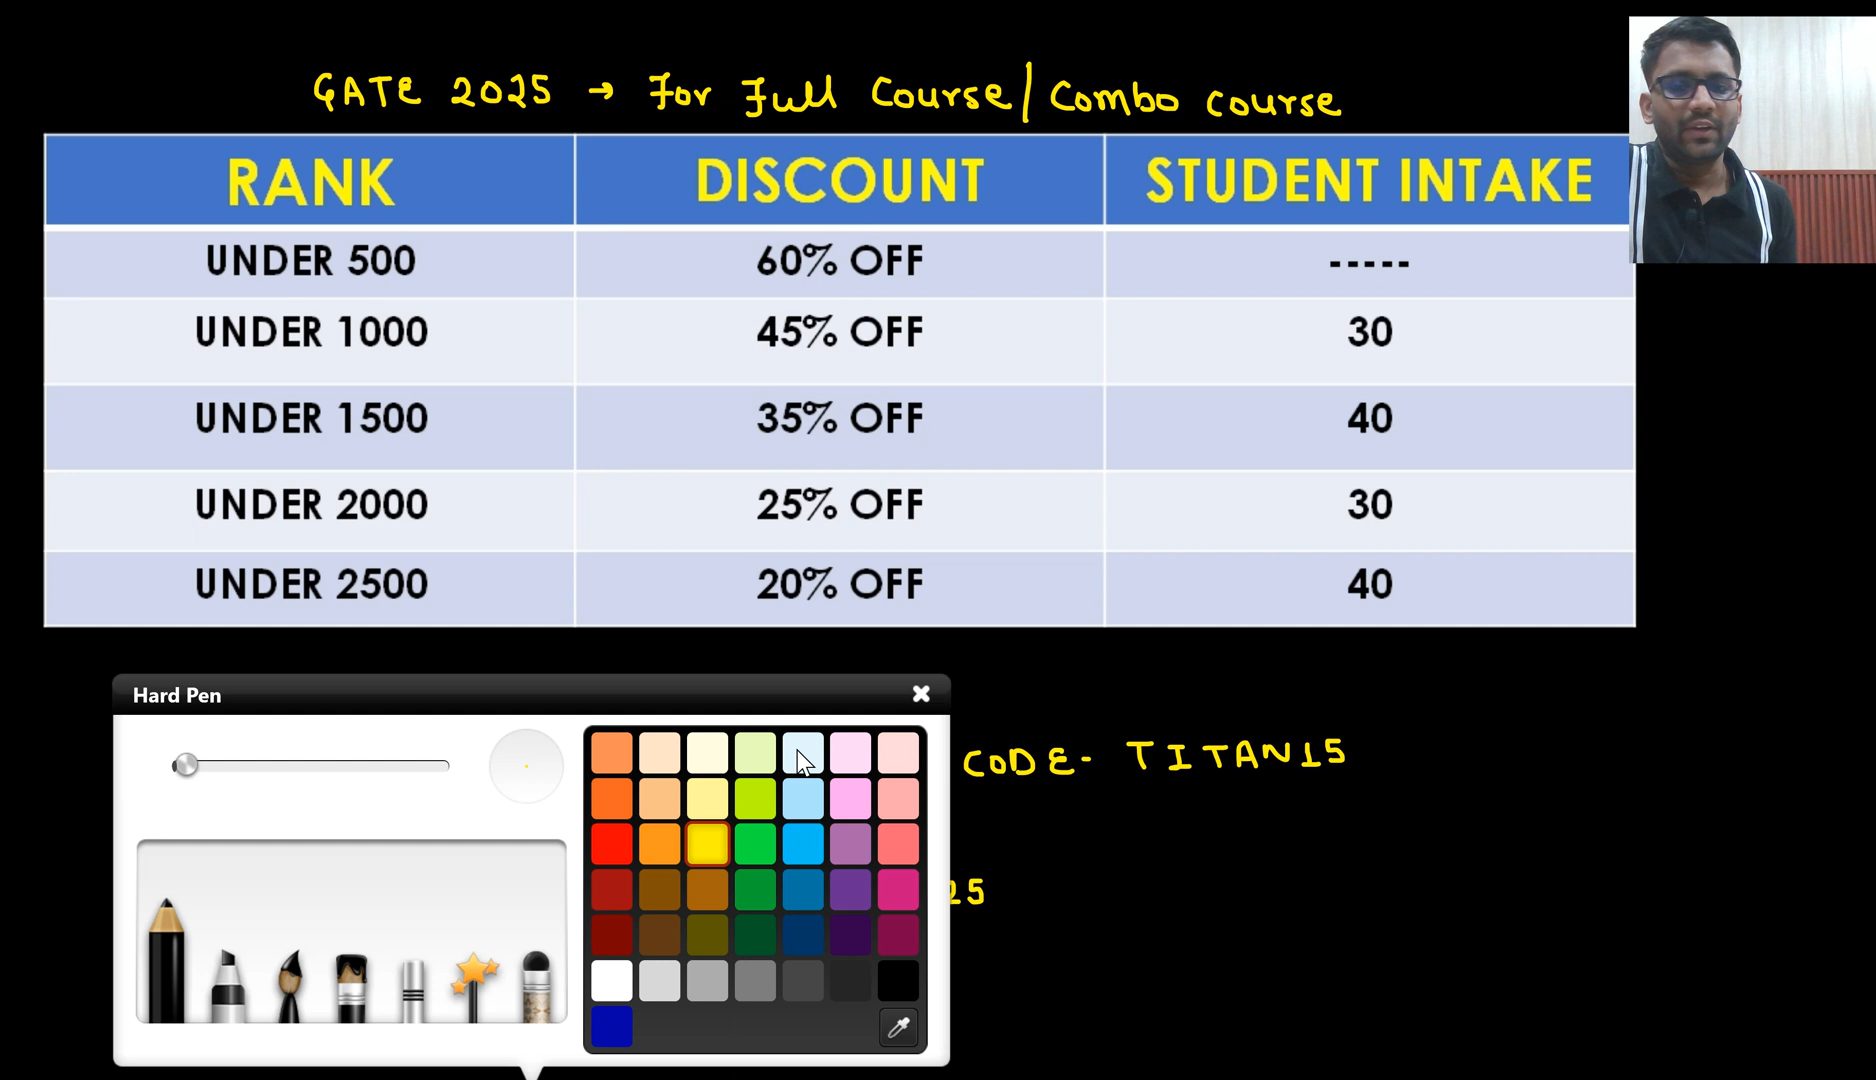 GATE 2025 → For Full Course/Combo course
RANK DISCOUNT STUDENT INTAKE
UNDER 500 60% OFF -----
UNDER 1000 45% OFF 30
UNDER 1500 35% OFF 40
UNDER 2000 25% OFF 30
UNDER 2500 20% OFF 40
Hard Pen
CODE- TITAN15
25